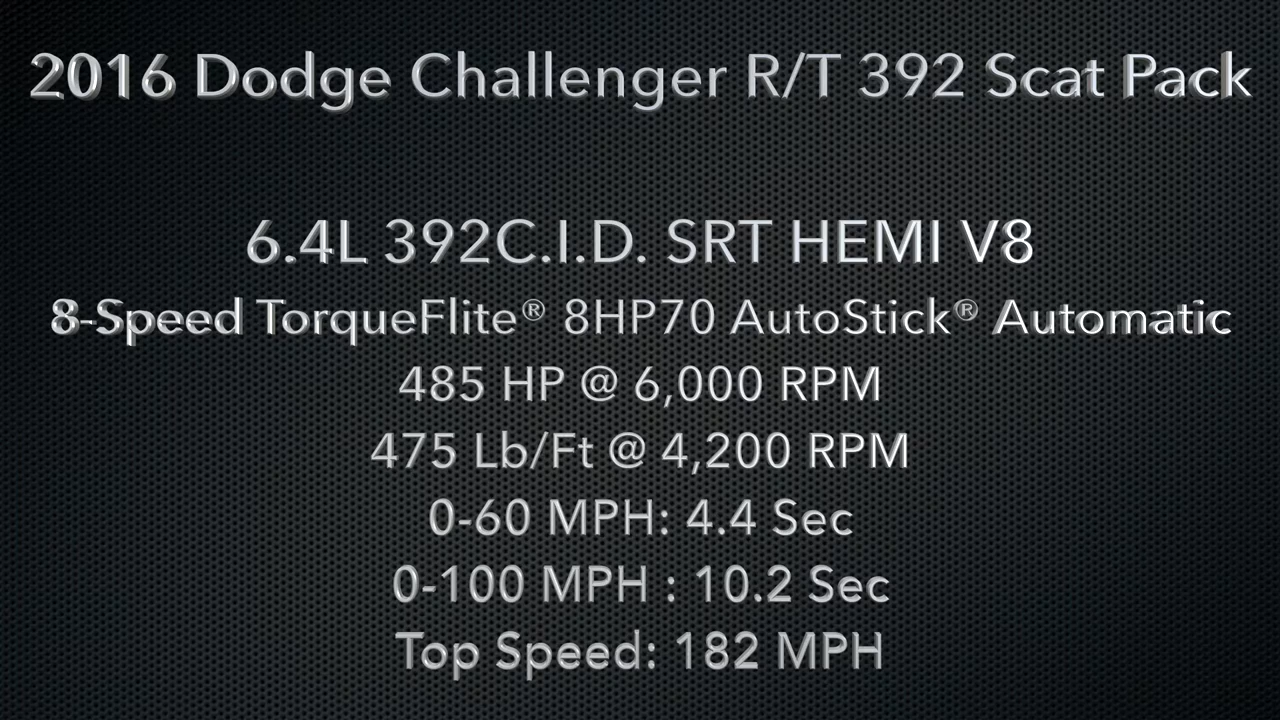 2016 Dodge Challenger R/T 392 Scat Pack
6.4L 392C.I.D. SRT HEMI V8
8-Speed TorqueFlite® 8HP70 AutoStick® Automatic
485 HP @ 6,000 RPM
475 Lb/Ft @ 4,200 RPM
0-60 MPH: 4.4 Sec
0-100 MPH : 10.2 Sec
Top Speed: 182 MPH